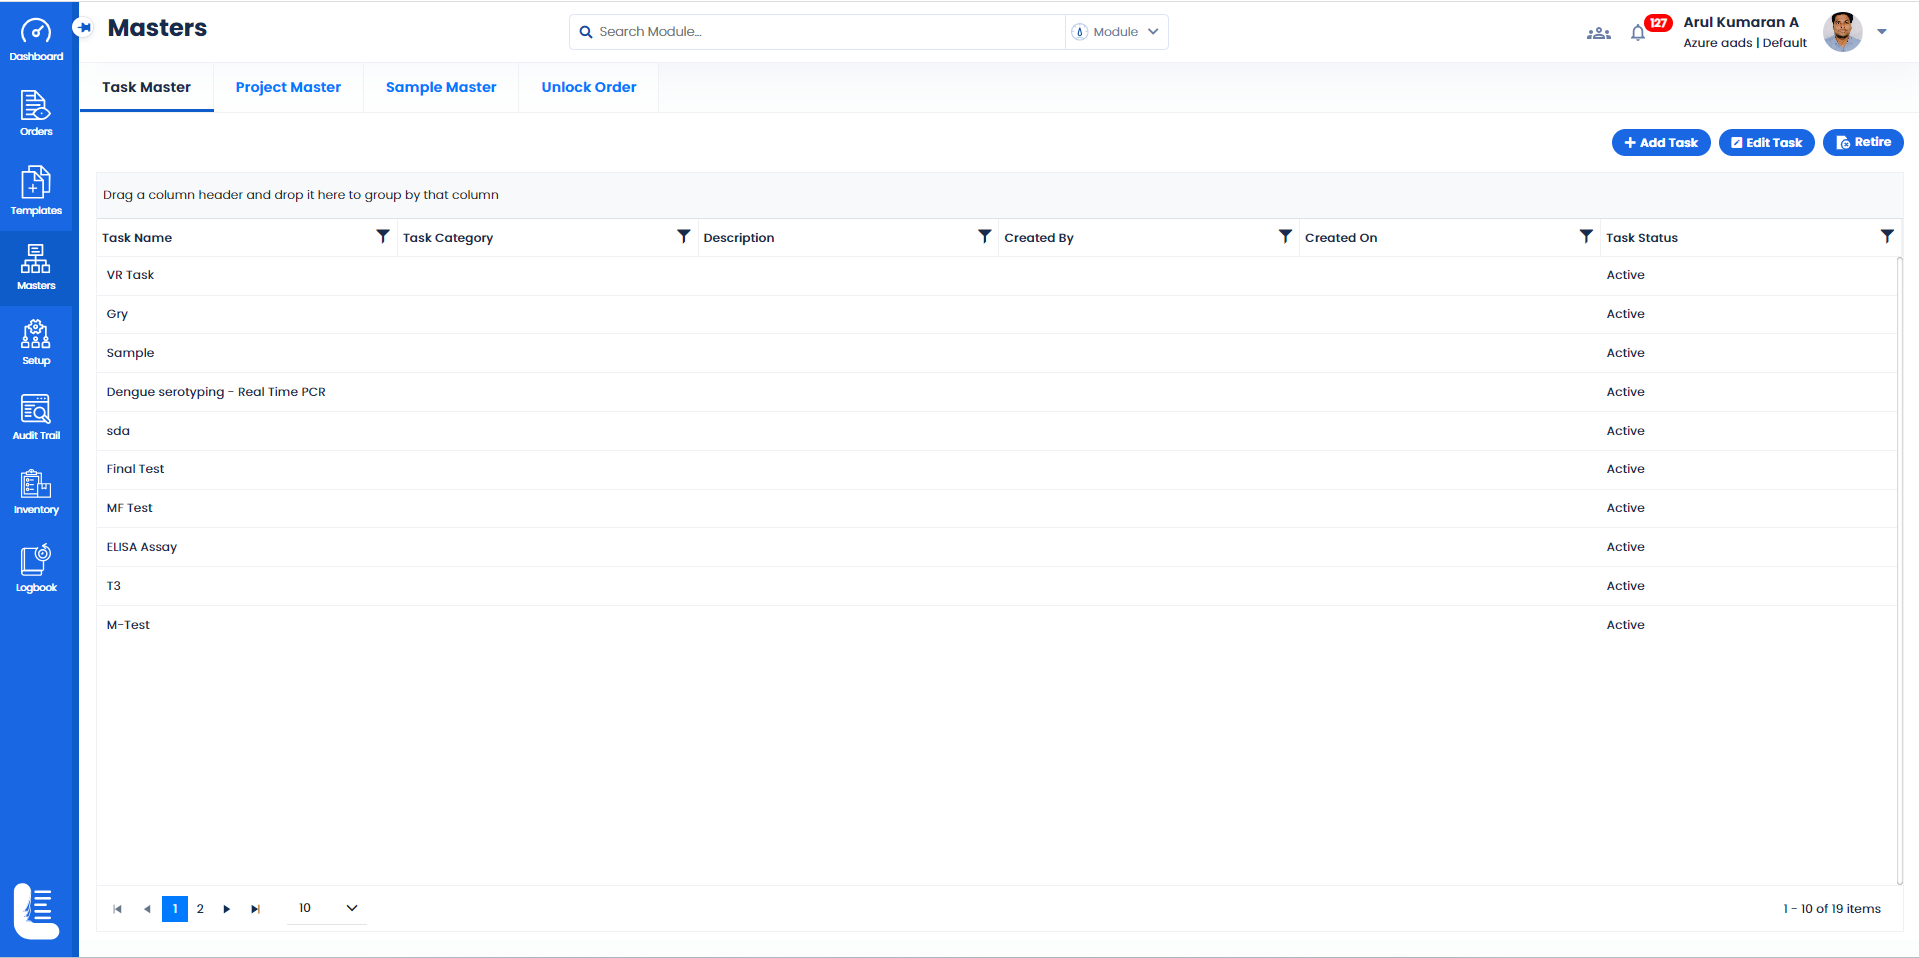 Masters
Search Module...
Module
127
Arul Kumaran A
Azure aads | Default
Dashboard
Orders
Templates
Masters
Setup
Audit Trail
Inventory
Logbook
Task Master
Project Master
Sample Master
Unlock Order
Add Task
Edit Task
Retire
Drag a column header and drop it here to group by that column
Task Name Task Category Description Created By Created On Task Status
VR Task Active
Gry Active
Sample Active
Dengue serotyping - Real Time PCR Active
sda Active
Final Test Active
MF Test Active
ELISA Assay Active
T3 Active
M-Test Active
1 2 10
1 - 10 of 19 items